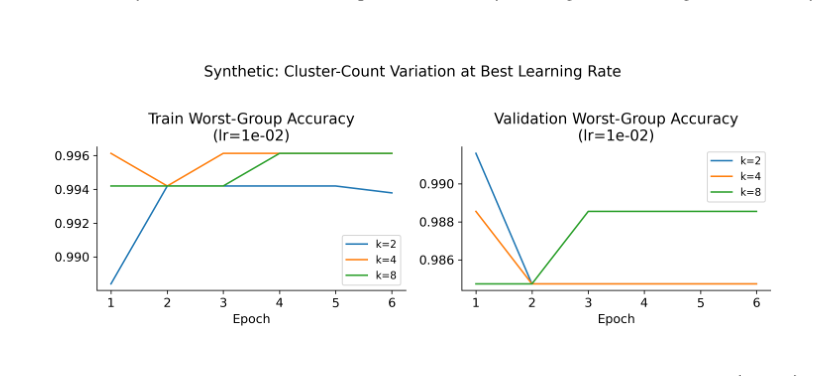 Synthetic: Cluster-Count Variation at Best Learning Rate
Train Worst-Group Accuracy
(lr=1e-02)
0.996
0.994
0.992
0.990
k=2
k=4
k=8
1 2 3 4 5 6
Epoch
Validation Worst-Group Accuracy
(lr=1e-02)
0.990
0.988
0.986
k=2
k=4
k=8
1 2 3 4 5 6
Epoch